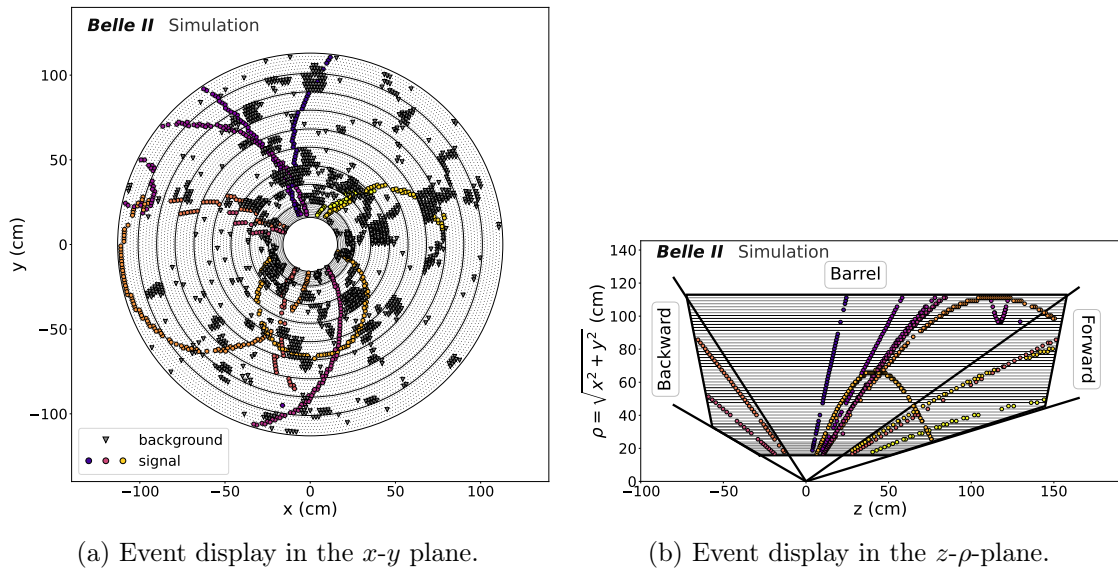 Belle II Simulation
100
50
0
−50
−100
y (cm)
background
signal
−100 −50 0 50 100
x (cm)
(a) Event display in the x-y plane.
Belle II Simulation
Barrel
Backward
Forward
140
120
100
80
60
40
20
0
ρ = √x² + y² (cm)
−100 −50 0 50 100 150
z (cm)
(b) Event display in the z-ρ-plane.